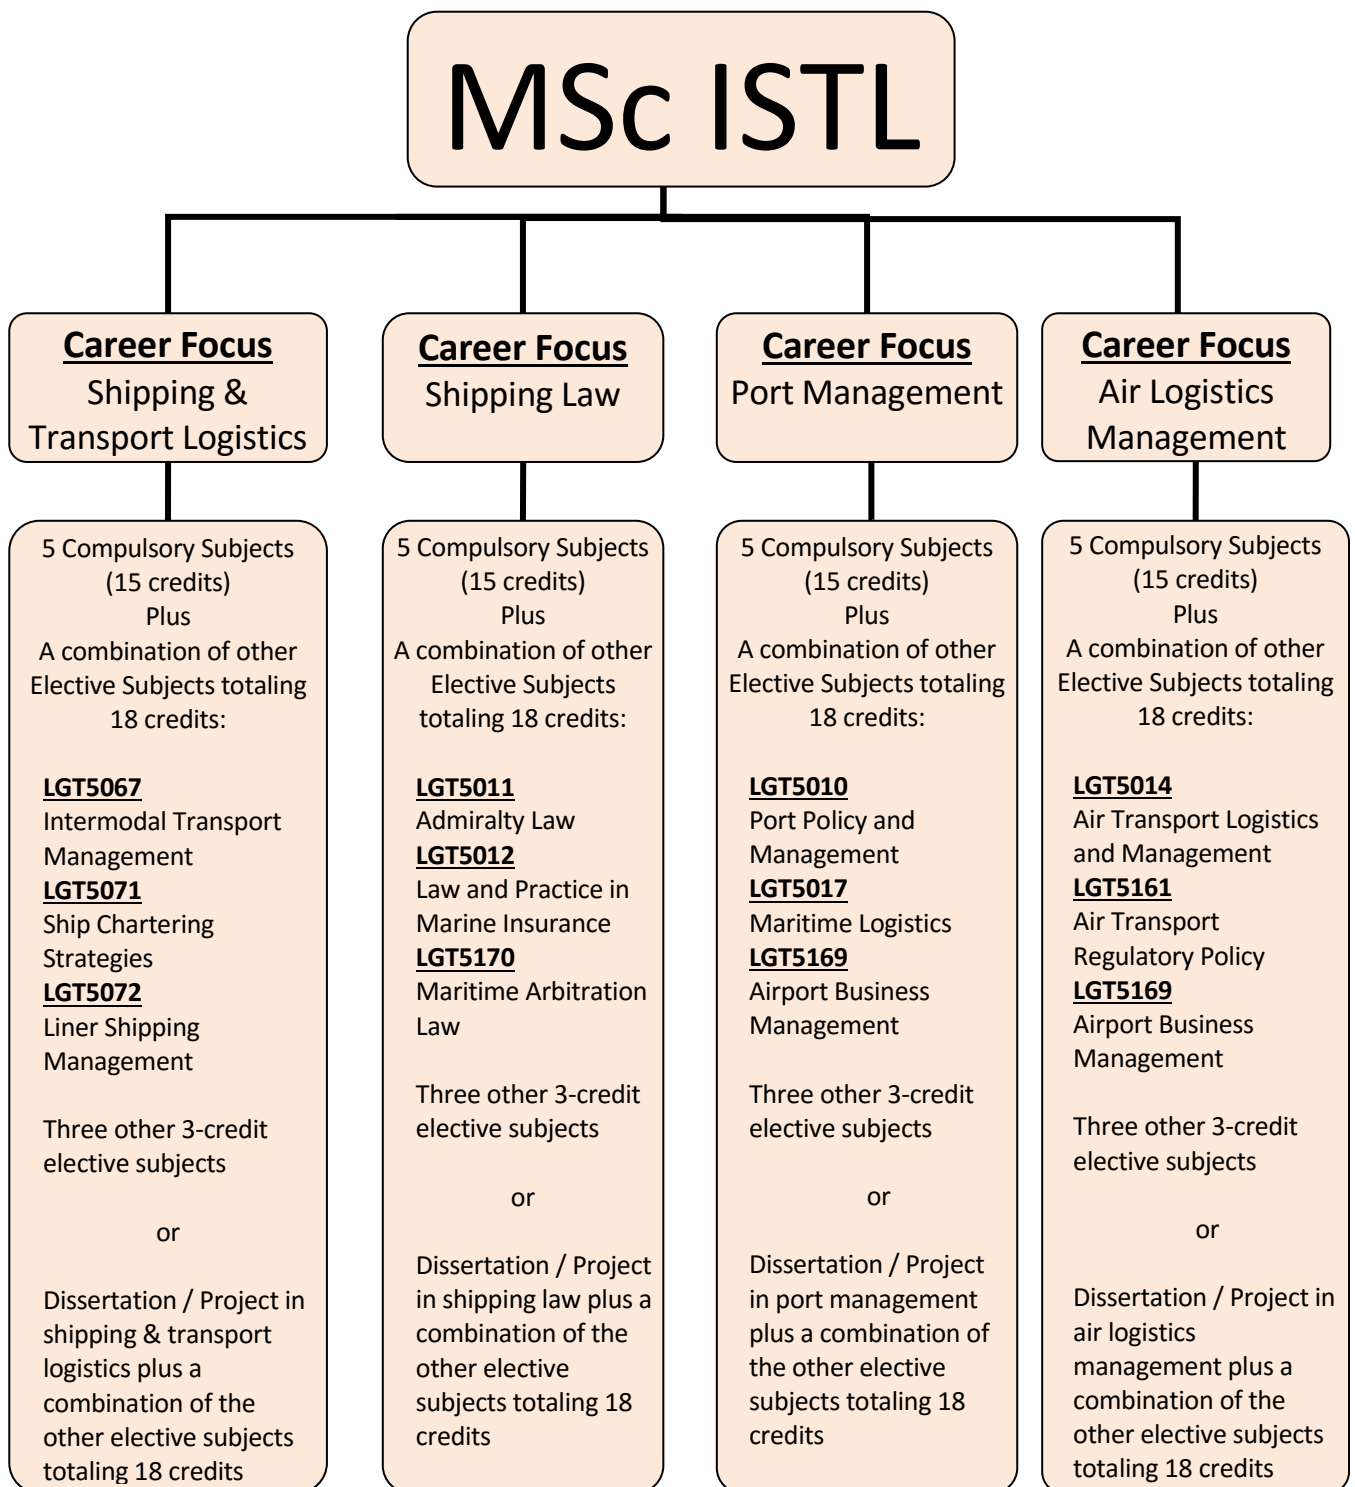 MSc ISTL
Career Focus
Shipping &
Transport Logistics
Career Focus
Shipping Law
Career Focus
Port Management
Career Focus
Air Logistics
Management
5 Compulsory Subjects
(15 credits)
Plus
A combination of other
Elective Subjects totaling
18 credits:
LGT5067
Intermodal Transport
Management
LGT5071
Ship Chartering
Strategies
LGT5072
Liner Shipping
Management
Three other 3-credit
elective subjects
or
Dissertation / Project in
shipping & transport
logistics plus a
combination of the
other elective subjects
totaling 18 credits
5 Compulsory Subjects
(15 credits)
Plus
A combination of other
Elective Subjects
totaling 18 credits:
LGT5011
Admiralty Law
LGT5012
Law and Practice in
Marine Insurance
LGT5170
Maritime Arbitration
Law
Three other 3-credit
elective subjects
or
Dissertation / Project
in shipping law plus a
combination of the
other elective
subjects totaling 18
credits
5 Compulsory Subjects
(15 credits)
Plus
A combination of other
Elective Subjects totaling
18 credits:
LGT5010
Port Policy and
Management
LGT5017
Maritime Logistics
LGT5169
Airport Business
Management
Three other 3-credit
elective subjects
or
Dissertation / Project
in port management
plus a combination of
the other elective
subjects totaling 18
credits
5 Compulsory Subjects
(15 credits)
Plus
A combination of other
Elective Subjects totaling
18 credits:
LGT5014
Air Transport Logistics
and Management
LGT5161
Air Transport
Regulatory Policy
LGT5169
Airport Business
Management
Three other 3-credit
elective subjects
or
Dissertation / Project in
air logistics
management plus a
combination of the
other elective subjects
totaling 18 credits